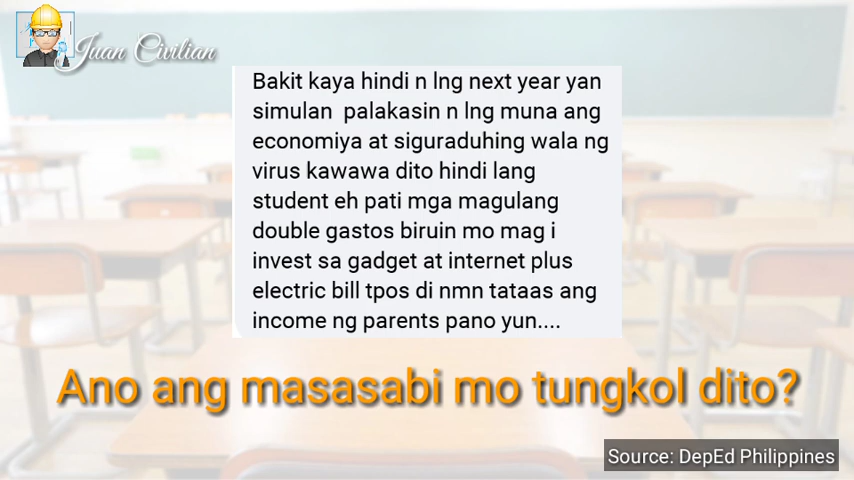 Juan Civilian
Bakit kaya hindi n lng next year yan
simulan palakasin n lng muna ang
economiya at siguraduhing wala ng
virus kawawa dito hindi lang
student eh pati mga magulang
double gastos biruin mo mag i
invest sa gadget at internet plus
electric bill tpos di nmn tataas ang
income ng parents pano yun....
Ano ang masasabi mo tungkol dito?
Source: DepEd Philippines